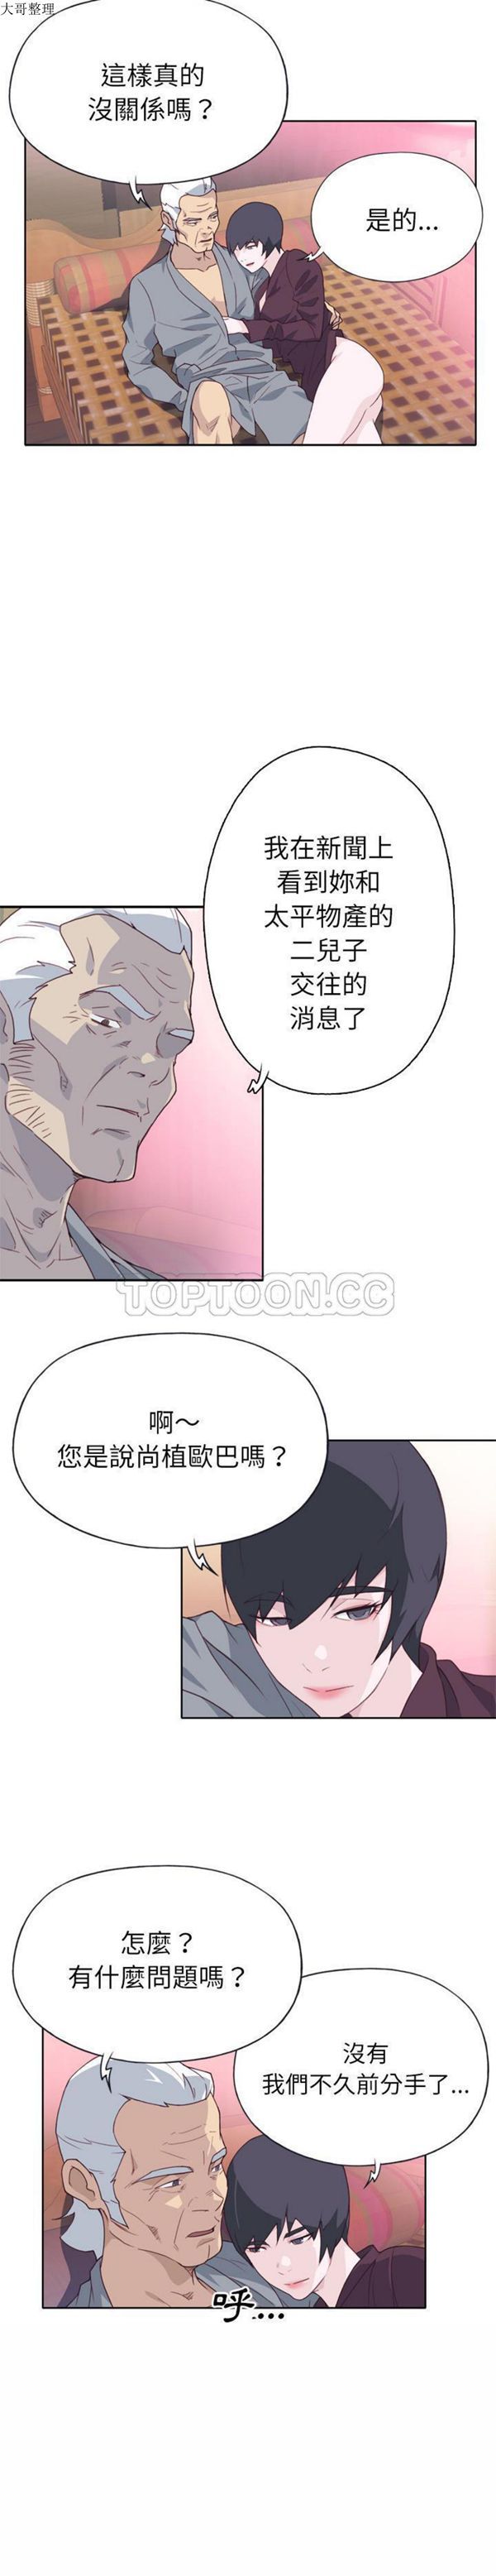 大哥整理
這樣真的
沒關係嗎？
是的...
我在新聞上
看到妳和
太平物產的
二兒子
交往的
消息了
TOPTOON.CC
啊～
您是說尚植歐巴嗎？
怎麼？
有什麼問題嗎？
沒有
我們不久前分手了...
呼...